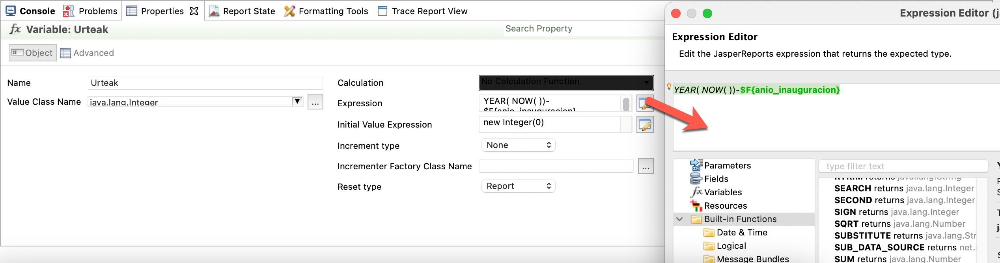 Console Problems Properties Report State Formatting Tools Trace Report View
Variable: Urteak
Search Property
Object Advanced
Name Urteak
Value Class Name java.lang.Integer ...
Calculation No Calculation Function
Expression YEAR( NOW( ))-
$F{anio_inauguracion}
Initial Value Expression new Integer(0)
Increment type None
Incrementer Factory Class Name ...
Reset type Report
Expression Editor (j
Expression Editor
Edit the JasperReports expression that returns the expected type.
YEAR( NOW( ))-$F{anio_inauguracion}
Parameters
Fields
Variables
Resources
Built-in Functions
Date & Time
Logical
Message Bundles
type filter text
RTRIM returns java.lang.String
SEARCH returns java.lang.Integer
SECOND returns java.lang.Integer
SIGN returns java.lang.Integer
SQRT returns java.lang.Number
SUBSTITUTE returns java.lang.Str
SUB_DATA_SOURCE returns net.
SUM returns java.lang.Number